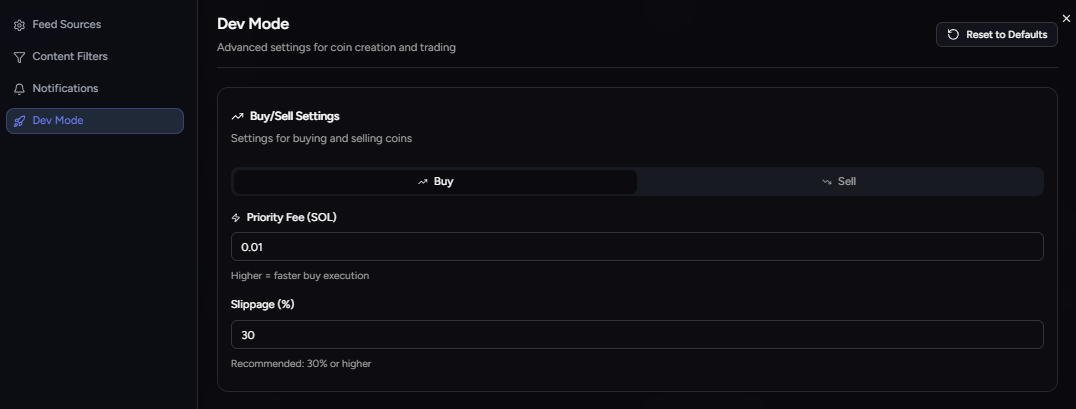 Feed Sources
Content Filters
Notifications
Dev Mode
Dev Mode
Advanced settings for coin creation and trading
Reset to Defaults
Buy/Sell Settings
Settings for buying and selling coins
Buy
Sell
Priority Fee (SOL)
0.01
Higher = faster buy execution
Slippage (%)
30
Recommended: 30% or higher